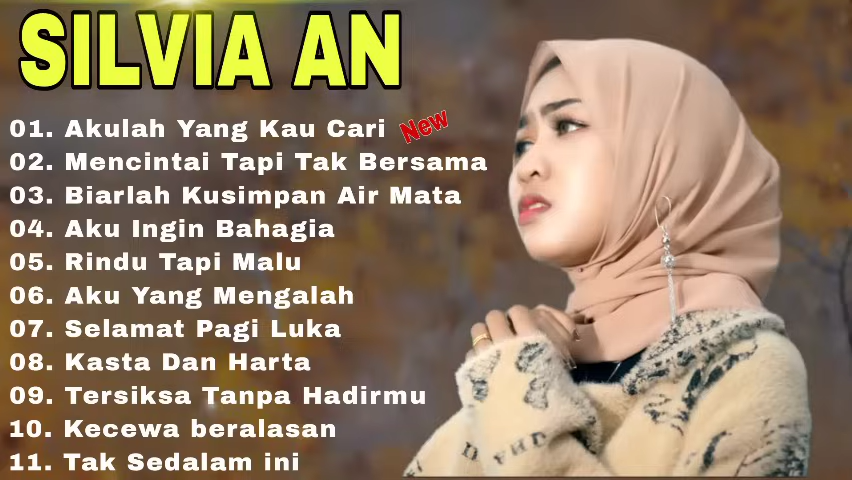 SILVIA AN
01. Akulah Yang Kau Cari New
02. Mencintai Tapi Tak Bersama
03. Biarlah Kusimpan Air Mata
04. Aku Ingin Bahagia
05. Rindu Tapi Malu
06. Aku Yang Mengalah
07. Selamat Pagi Luka
08. Kasta Dan Harta
09. Tersiksa Tanpa Hadirmu
10. Kecewa beralasan
11. Tak Sedalam ini